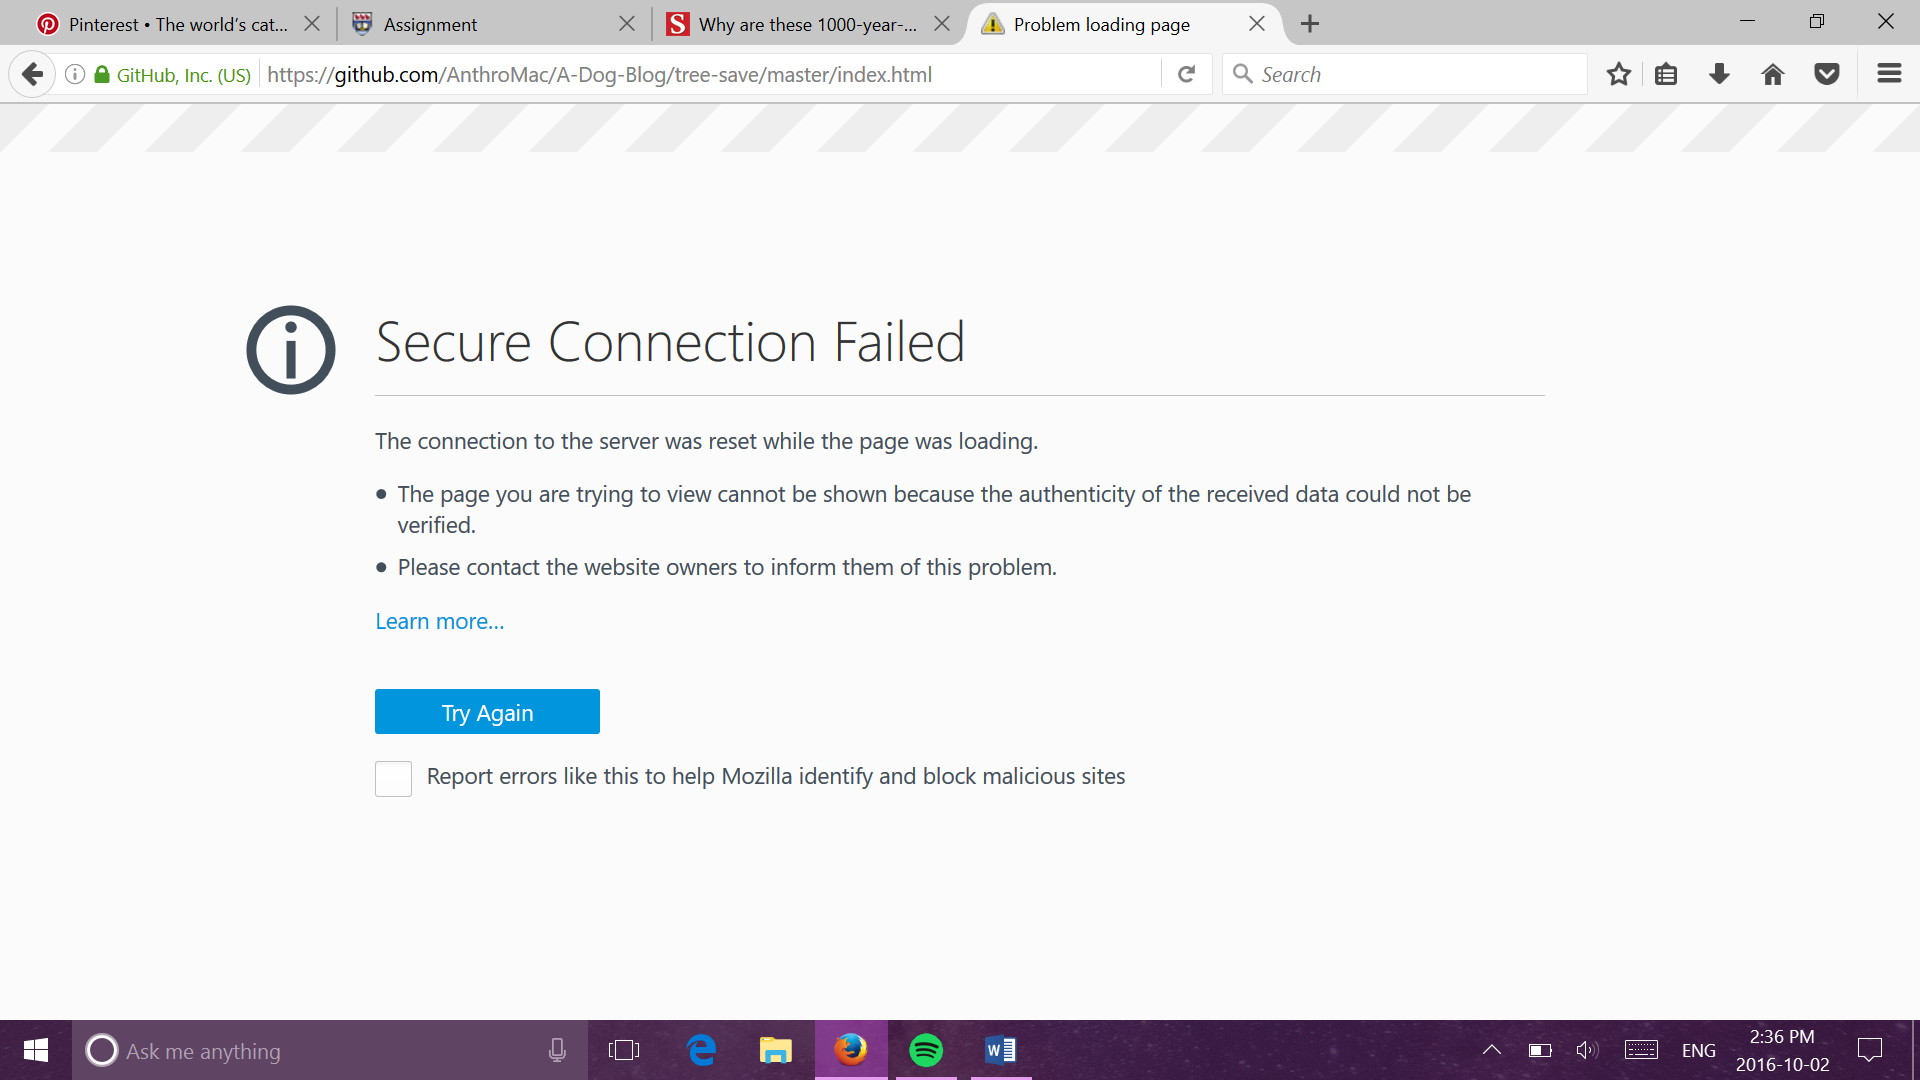 Pinterest • The world's cat...
Assignment
Why are these 1000-year-...
Problem loading page
GitHub, Inc. (US)
https://github.com/AnthroMac/A-Dog-Blog/tree-save/master/index.html
Search
Secure Connection Failed
The connection to the server was reset while the page was loading.
• The page you are trying to view cannot be shown because the authenticity of the received data could not be
verified.
• Please contact the website owners to inform them of this problem.
Learn more...
Try Again
Report errors like this to help Mozilla identify and block malicious sites
Ask me anything
ENG
2:36 PM
2016-10-02